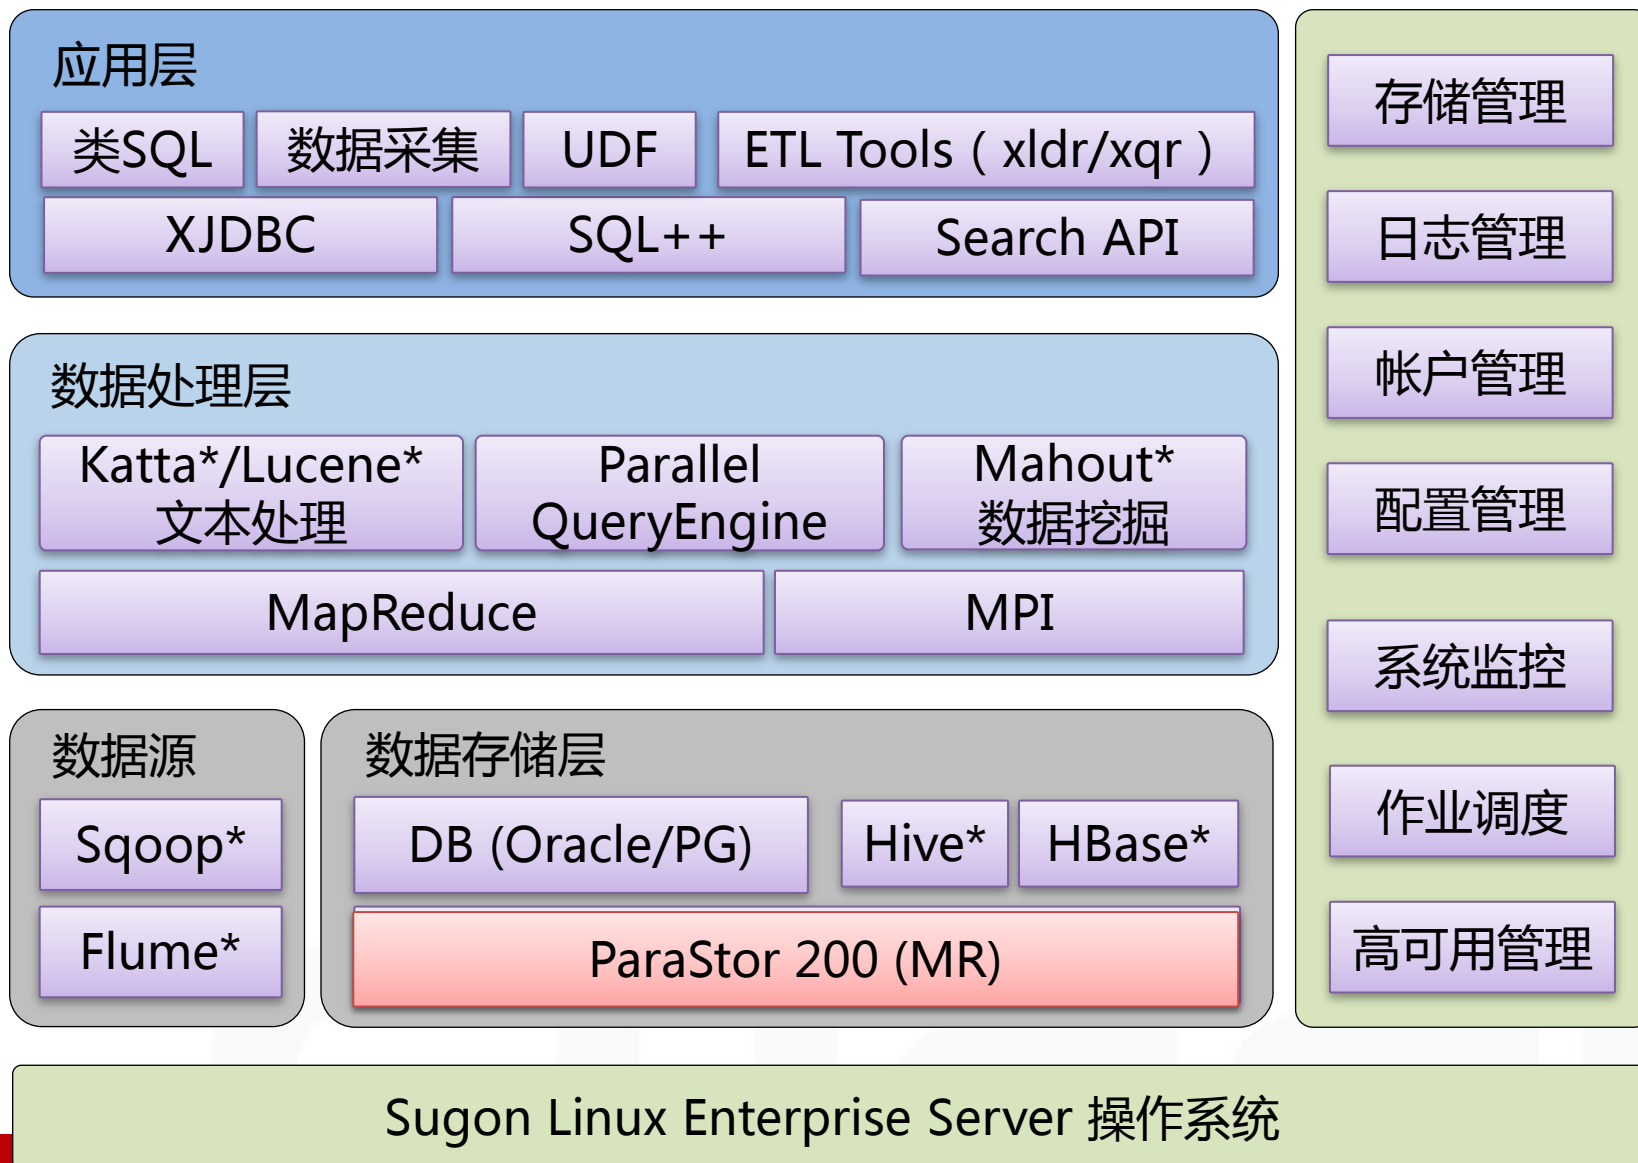 应用层
类SQL
数据采集
UDF
ETL Tools（xldr/xqr）
XJDBC
SQL++
Search API
数据处理层
Katta*/Lucene*
文本处理
Parallel
QueryEngine
Mahout*
数据挖掘
MapReduce
MPI
数据源
Sqoop*
Flume*
数据存储层
DB (Oracle/PG)
Hive*
HBase*
ParaStor 200 (MR)
存储管理
日志管理
帐户管理
配置管理
系统监控
作业调度
高可用管理
Sugon Linux Enterprise Server 操作系统